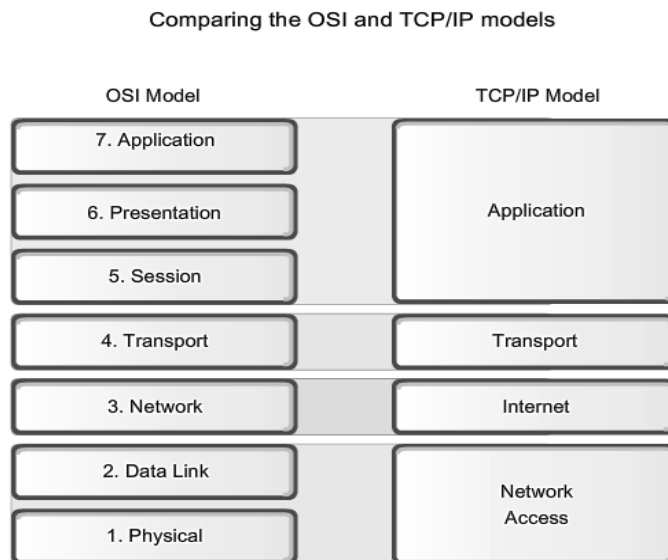 Comparing the OSI and TCP/IP models
OSI Model
TCP/IP Model
7. Application
6. Presentation
5. Session
Application
4. Transport
Transport
3. Network
Internet
2. Data Link
1. Physical
Network
Access